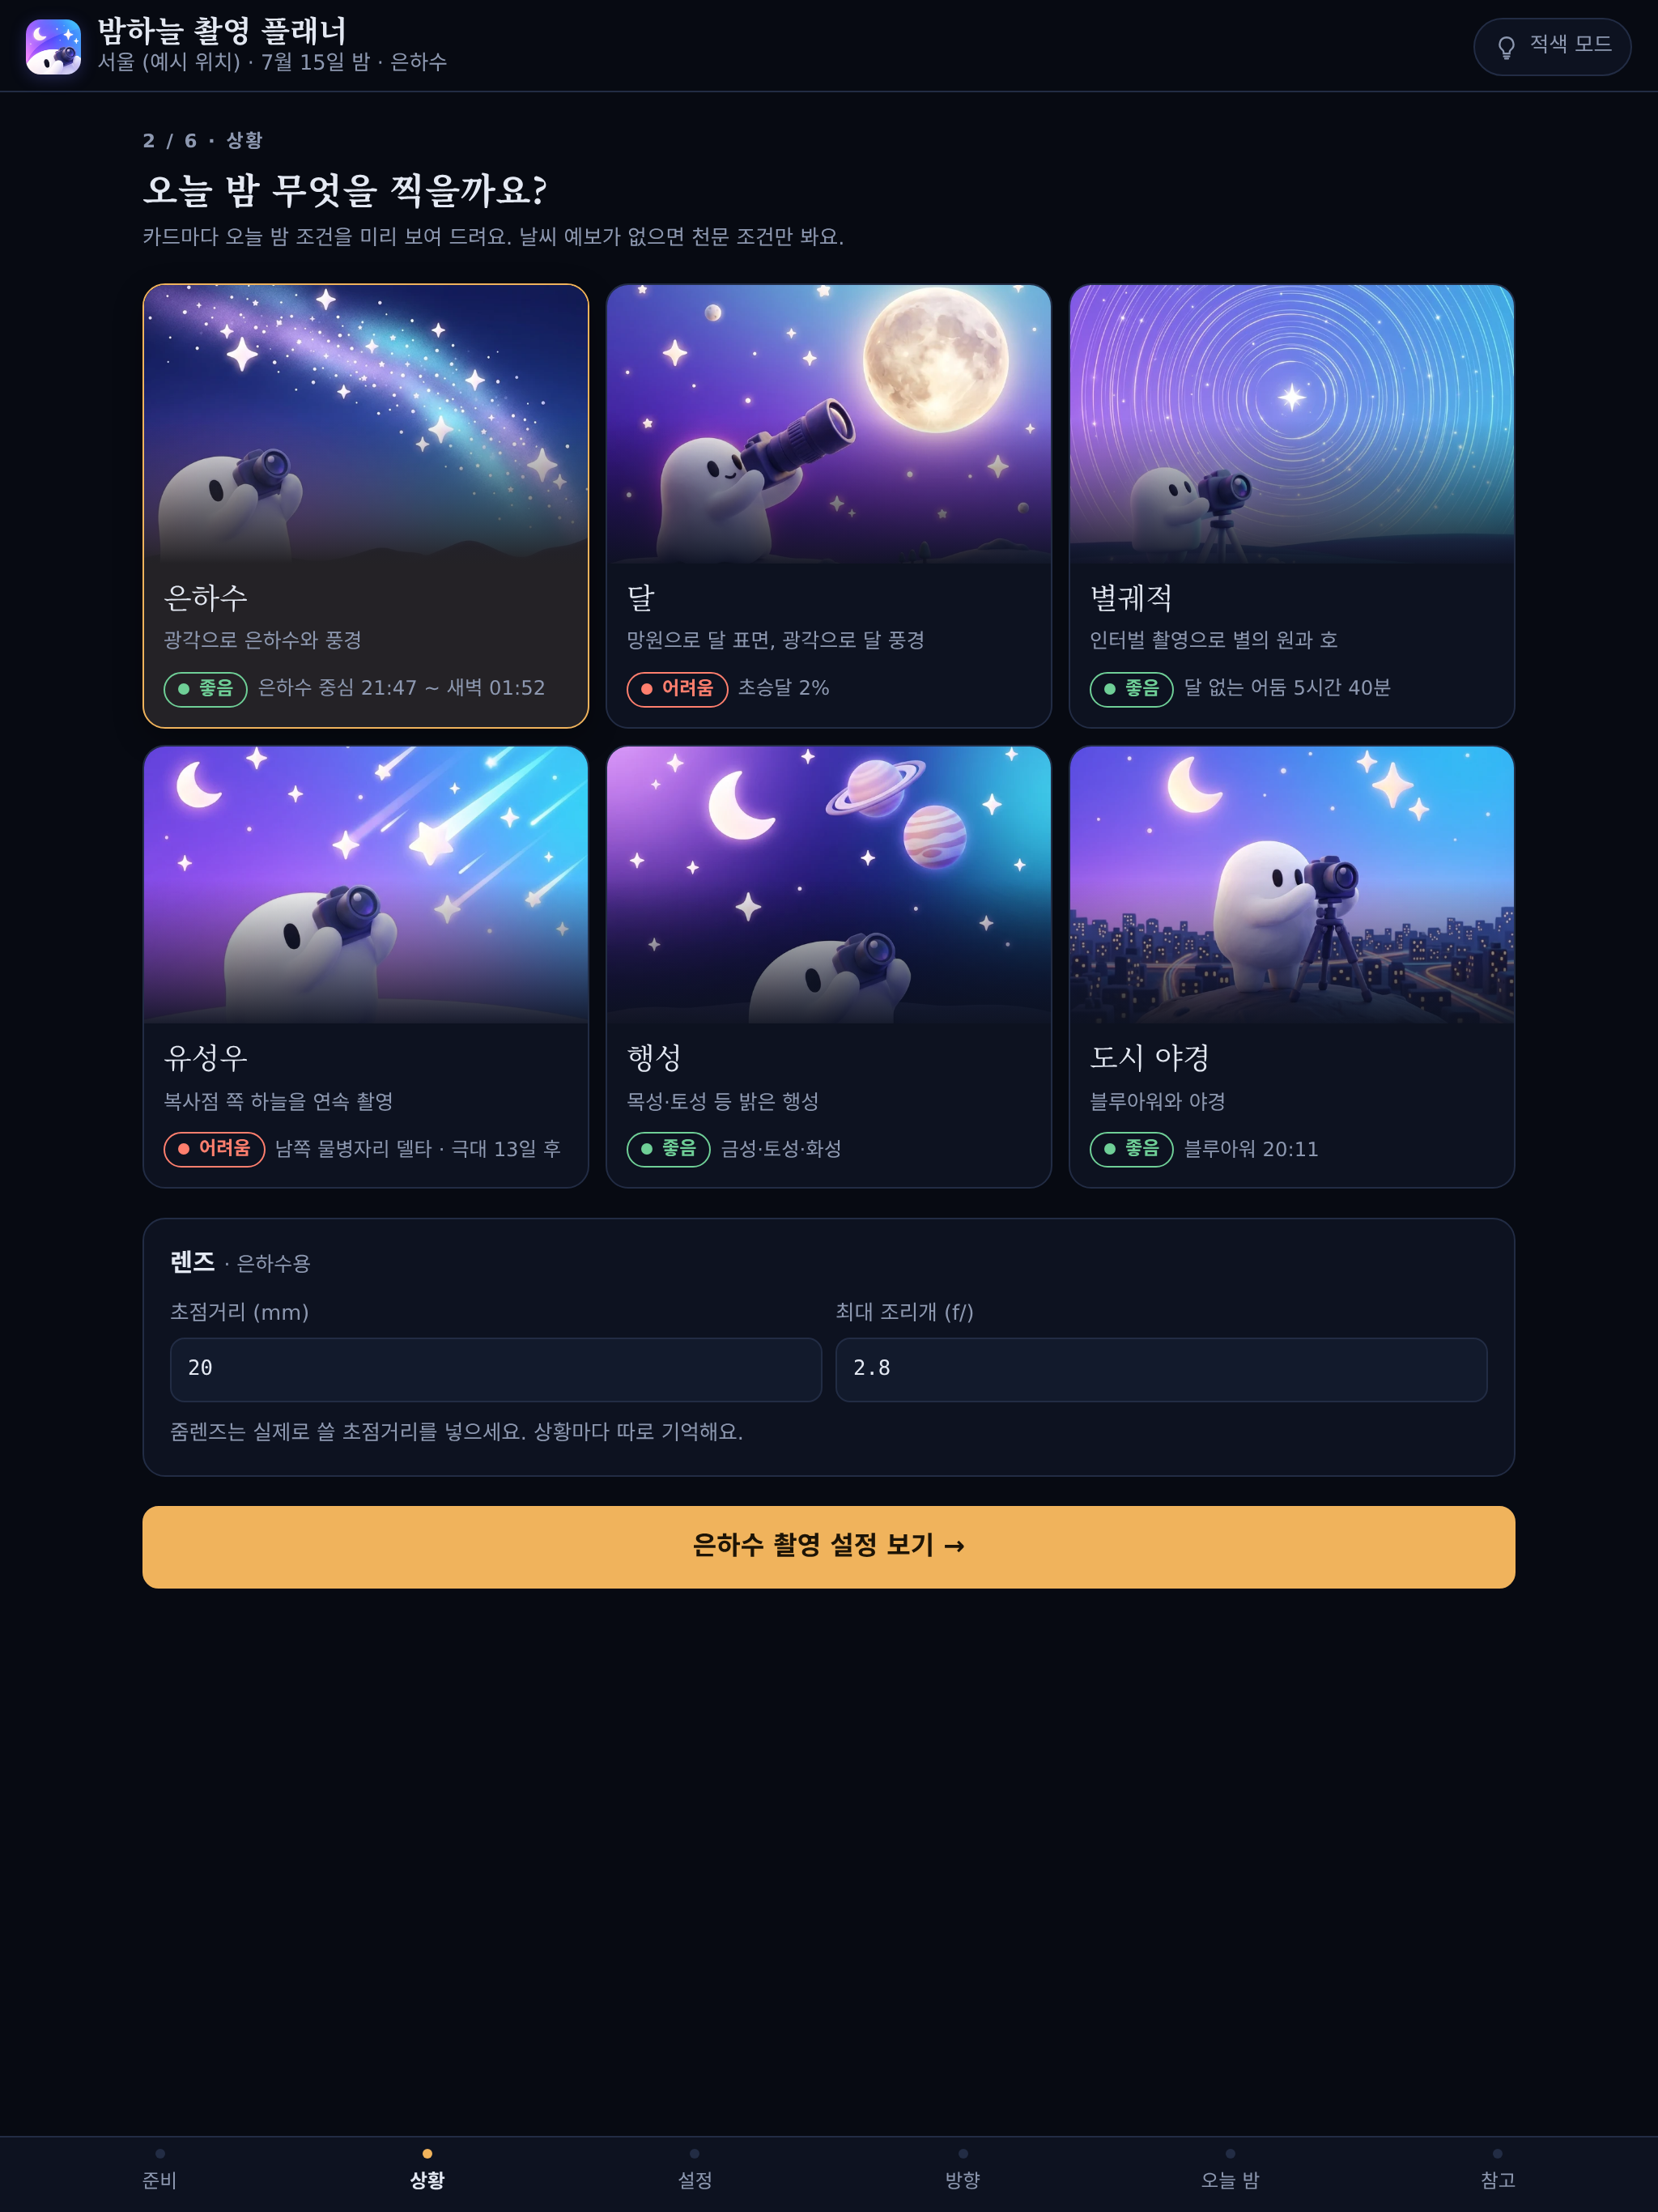 밤하늘 촬영 플래너
서울 (예시 위치) · 7월 15일 밤 · 은하수
적색 모드
2 / 6 · 상황
오늘 밤 무엇을 찍을까요?
카드마다 오늘 밤 조건을 미리 보여 드려요. 날씨 예보가 없으면 천문 조건만 봐요.
은하수
광각으로 은하수와 풍경
좋음 은하수 중심 21:47 ~ 새벽 01:52
달
망원으로 달 표면, 광각으로 달 풍경
어려움 초승달 2%
별궤적
인터벌 촬영으로 별의 원과 호
좋음 달 없는 어둠 5시간 40분
유성우
복사점 쪽 하늘을 연속 촬영
어려움 남쪽 물병자리 델타 · 극대 13일 후
행성
목성·토성 등 밝은 행성
좋음 금성·토성·화성
도시 야경
블루아워와 야경
좋음 블루아워 20:11
렌즈 · 은하수용
초점거리 (mm)
20
최대 조리개 (f/)
2.8
줌렌즈는 실제로 쓸 초점거리를 넣으세요. 상황마다 따로 기억해요.
은하수 촬영 설정 보기 →
준비
상황
설정
방향
오늘 밤
참고